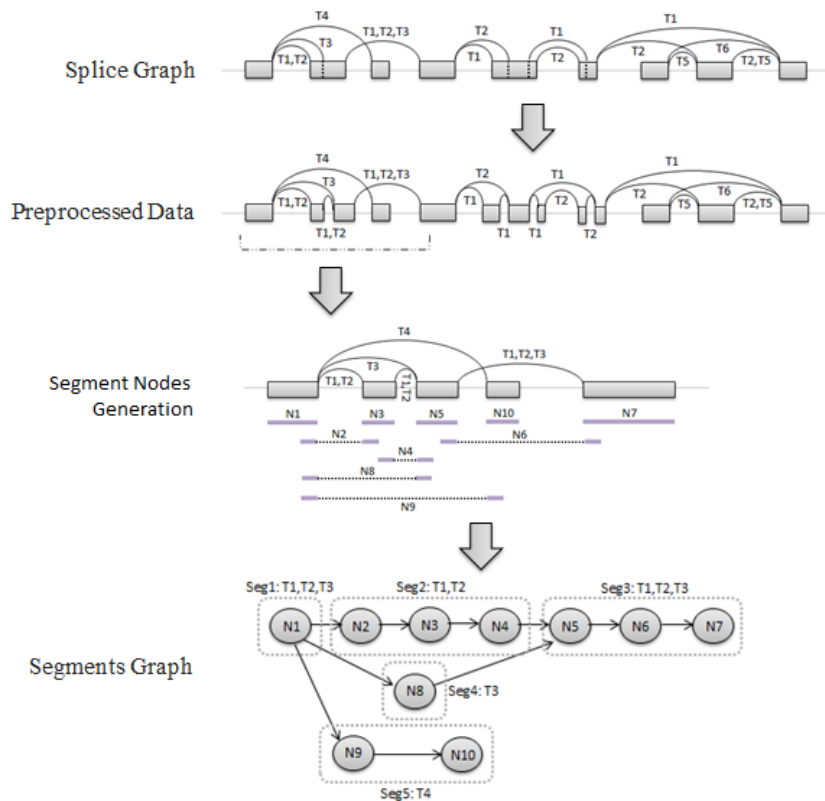 T4
T3
T1,T2
T1,T2,T3
T2
T1
T1
T2
T1
T2
T5
T6
T2,T5
Splice Graph
T4
T3
T1,T2
T1,T2,T3
T1,T2
T2
T1
T1
T1
T1
T2
T2
T1
T2
T5
T6
T2,T5
Preprocessed Data
T4
T3
T1,T2
T1,T2
T1,T2,T3
Segment Nodes
Generation
N1
N3
N5
N10
N7
N2
N6
N4
N8
N9
Seg1: T1,T2,T3
Seg2: T1,T2
Seg3: T1,T2,T3
N1
N2
N3
N4
N5
N6
N7
Segments Graph
N8
Seg4: T3
N9
N10
Seg5: T4